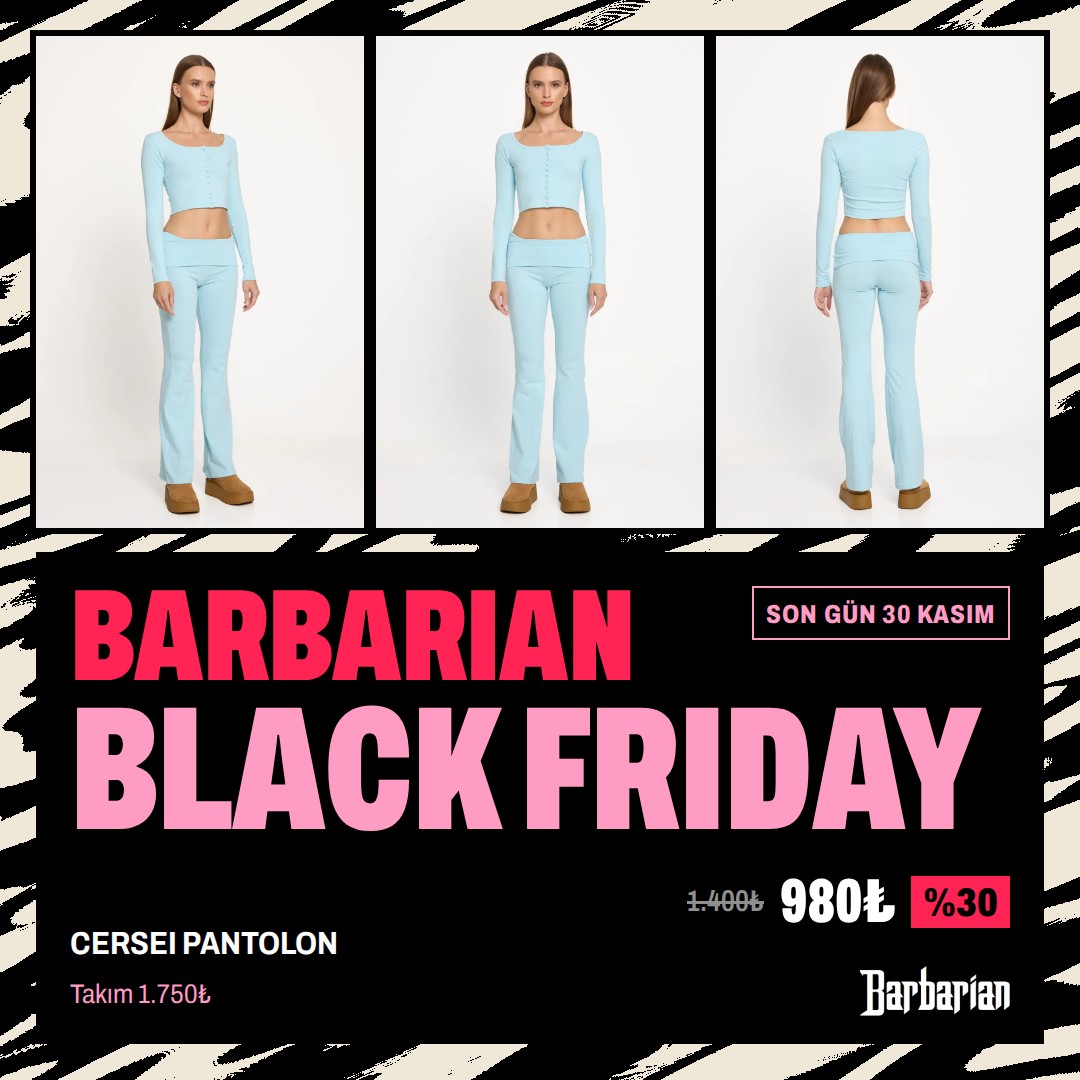 BARBARIAN
SON GÜN 30 KASIM
BLACK FRIDAY
1.400₺ 980₺ %30
CERSEI PANTOLON
Takım 1.750₺
Barbarian